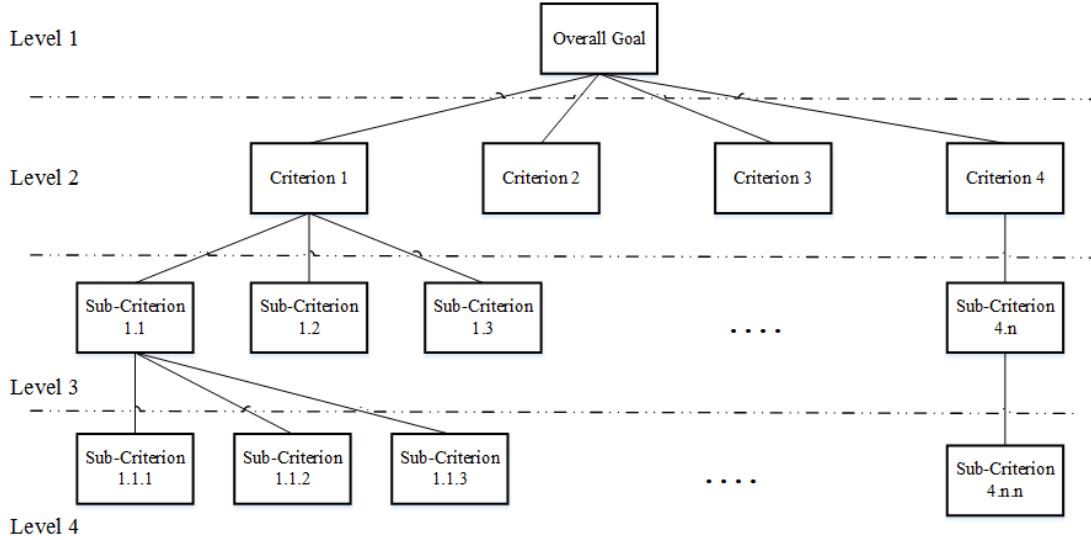 Level 1
Overall Goal
Level 2
Criterion 1
Criterion 2
Criterion 3
Criterion 4
Sub-Criterion
1.1
Sub-Criterion
1.2
Sub-Criterion
1.3
. . . .
Sub-Criterion
4.n
Level 3
Sub-Criterion
1.1.1
Sub-Criterion
1.1.2
Sub-Criterion
1.1.3
. . . .
Sub-Criterion
4.n.n
Level 4